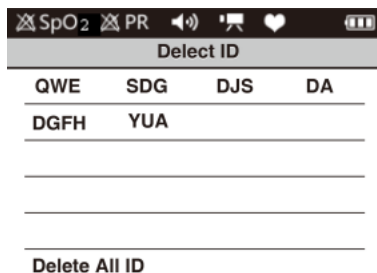 SpO2 PR
Delect ID
QWE SDG DJS DA
DGFH YUA
Delete All ID